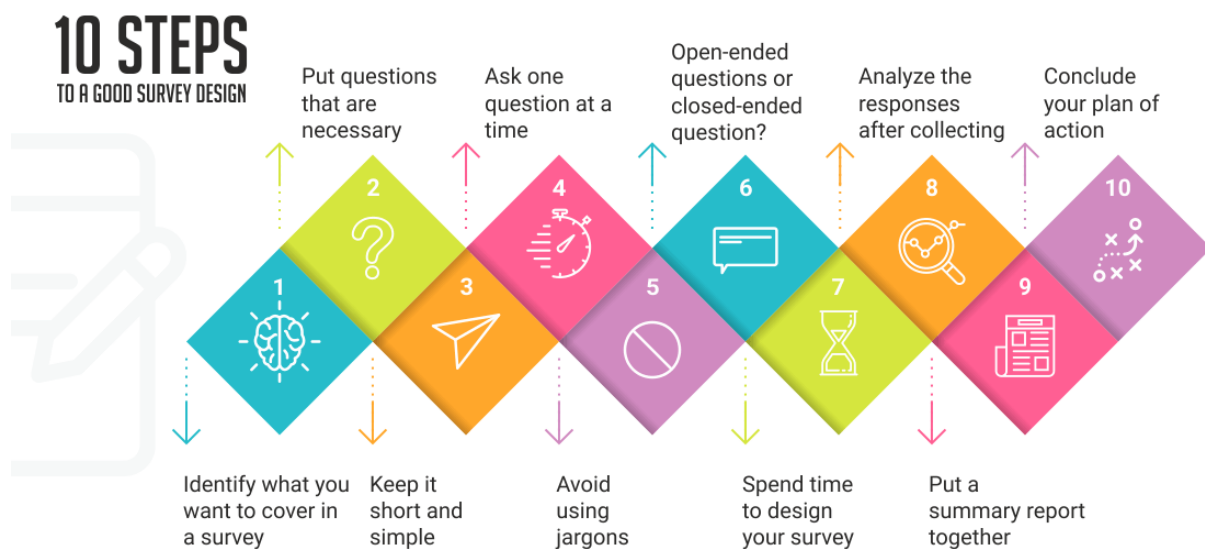 10 STEPS
TO A GOOD SURVEY DESIGN
1
Identify what you
want to cover in
a survey
2
Put questions
that are
necessary
3
Keep it
short and
simple
4
Ask one
question at a
time
5
Avoid
using
jargons
6
Open-ended
questions or
closed-ended
question?
7
Spend time
to design
your survey
8
Analyze the
responses
after collecting
9
Put a
summary report
together
10
Conclude
your plan of
action